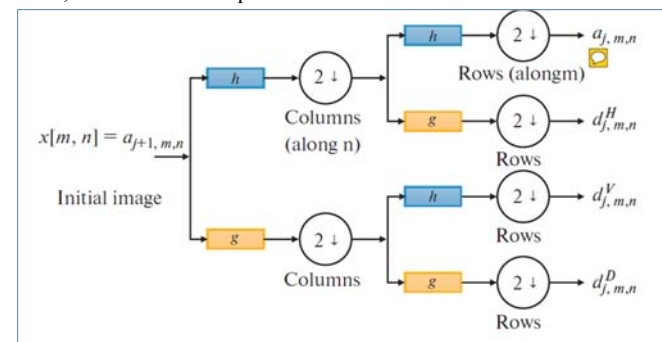 h
2 ↓
a_{j, m,n}
Rows (alongm)
h
2 ↓
Columns
(along n)
g
2 ↓
d^H_{j, m,n}
Rows
x[m, n] = a_{j+1, m,n}
Initial image
h
2 ↓
d^V_{j, m,n}
Rows
g
2 ↓
Columns
g
2 ↓
d^D_{j, m,n}
Rows